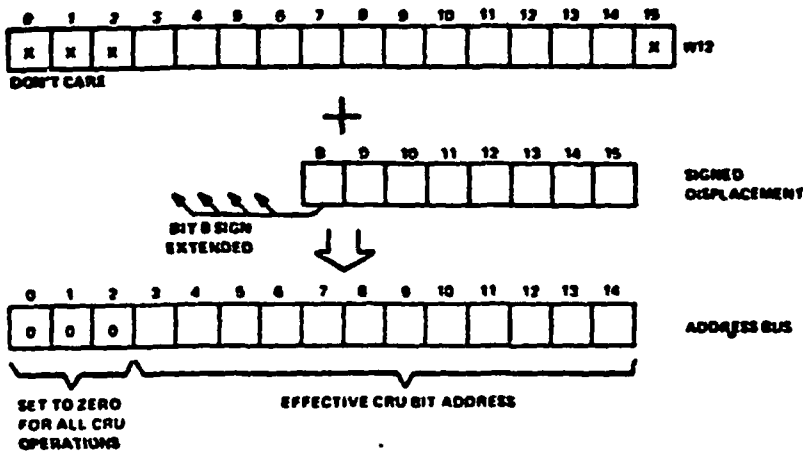 0 1 2 3 4 5 6 7 8 9 10 11 12 13 14 15
X X X X W12
DON'T CARE
+
8 9 10 11 12 13 14 15
SIGNED
DISPLACEMENT
BIT 8 SIGN
EXTENDED
0 1 2 3 4 5 6 7 8 9 10 11 12 13 14
0 0 0 ADDRESS BUS
SET TO ZERO
FOR ALL CRU
OPERATIONS
EFFECTIVE CRU BIT ADDRESS